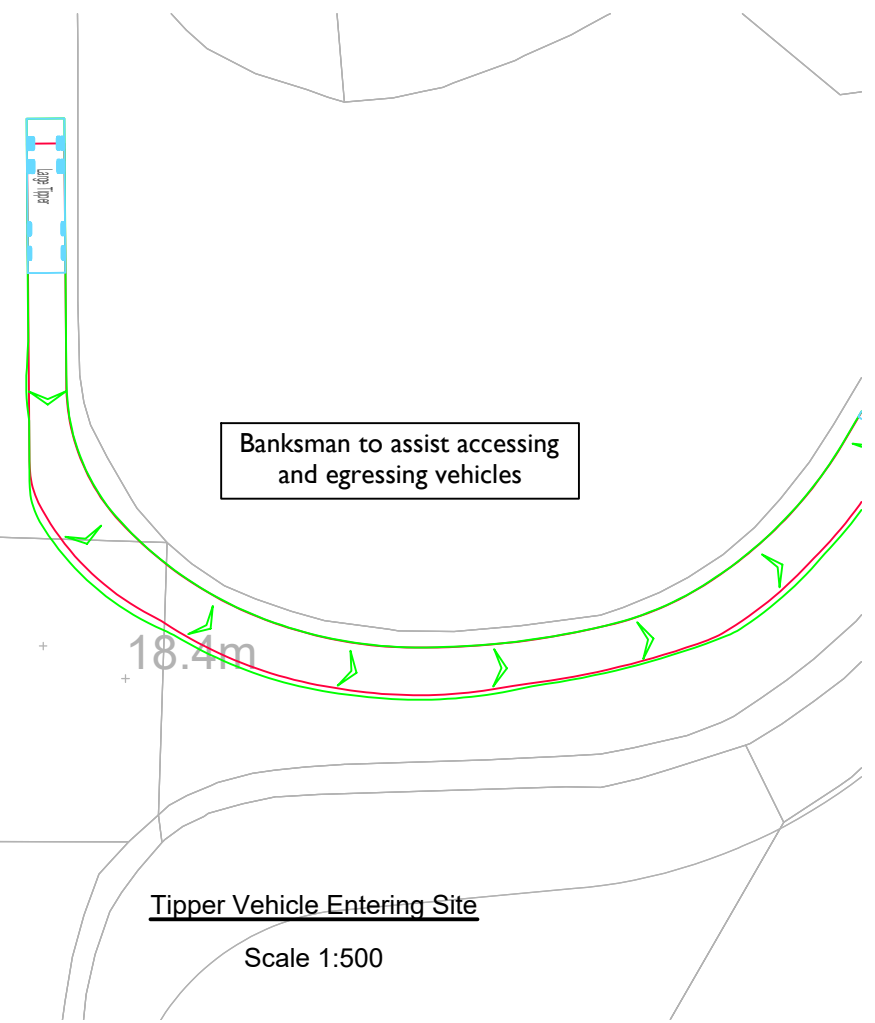 Large Tipper
Banksman to assist accessing
and egressing vehicles
18.4m
Tipper Vehicle Entering Site
Scale 1:500